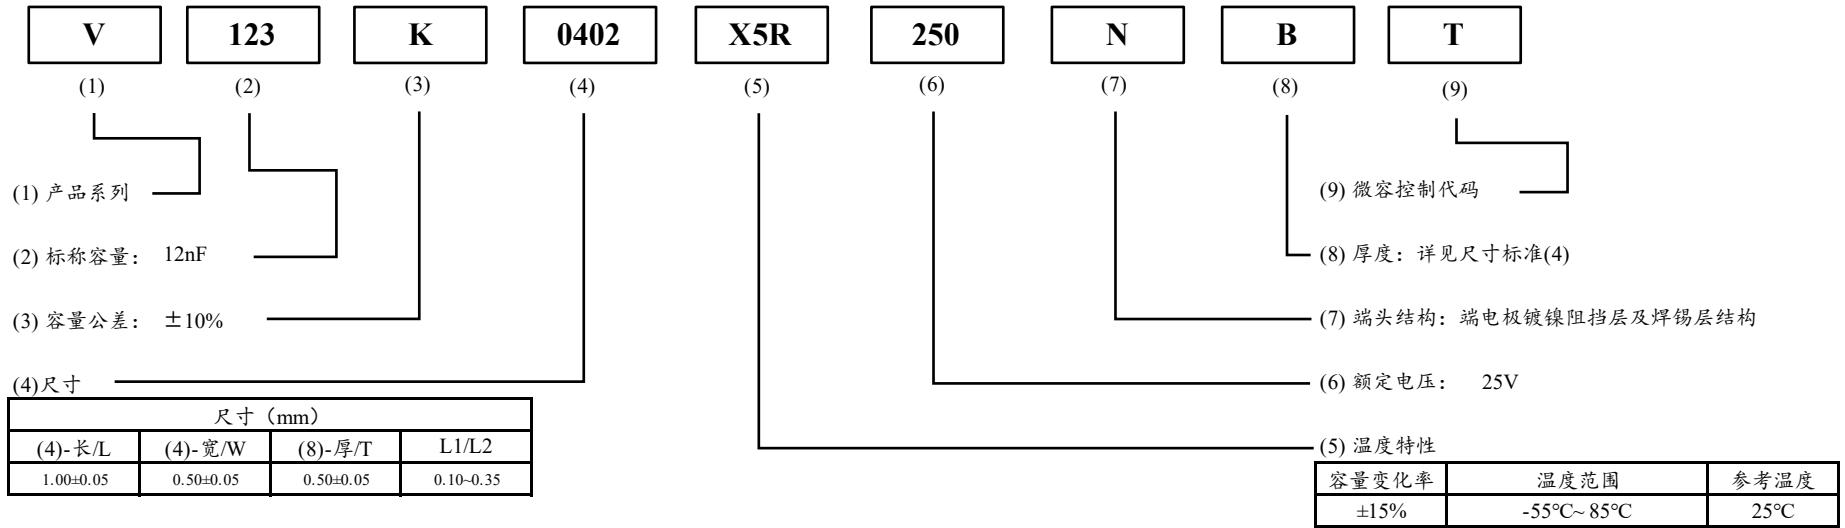 V 123 K 0402 X5R 250 N B T
(1) (2) (3) (4) (5) (6) (7) (8) (9)
(1) 产品系列
(9) 微容控制代码
(2) 标称容量： 12nF
(8) 厚度：详见尺寸标准(4)
(3) 容量公差： ±10%
(7) 端头结构：端电极镀镍阻挡层及焊锡层结构
(4)尺寸
(6) 额定电压： 25V
尺寸（mm）
(4)-长/L (4)-宽/W (8)-厚/T L1/L2
1.00±0.05 0.50±0.05 0.50±0.05 0.10~0.35
(5) 温度特性
容量变化率 温度范围 参考温度
±15% -55℃~ 85℃ 25℃